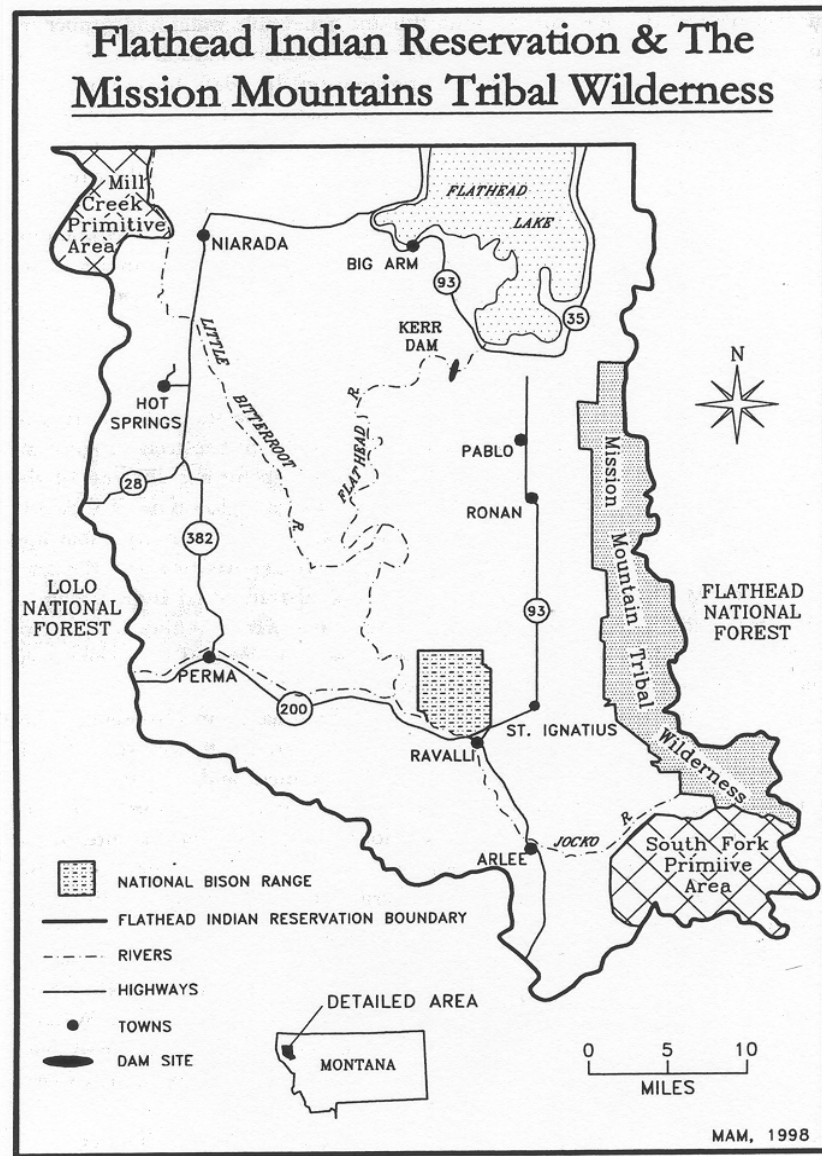 Flathead Indian Reservation & The
Mission Mountains Tribal Wilderness
Mill
Creek
Primitive
Area
FLATHEAD
LAKE
NIARADA
BIG ARM
93
35
KERR
DAM
N
LITTLE
BITTERROOT
R
FLATHEAD
R
HOT
SPRINGS
PABLO
RONAN
28
382
93
Mission
Mountain
Tribal
Wilderness
LOLO
NATIONAL
FOREST
FLATHEAD
NATIONAL
FOREST
PERMA
200
ST. IGNATIUS
RAVALLI
JOCKO
R
ARLEE
South Fork
Primiive
Area
NATIONAL BISON RANGE
FLATHEAD INDIAN RESERVATION BOUNDARY
RIVERS
HIGHWAYS
TOWNS
DAM SITE
DETAILED AREA
MONTANA
0 5 10
MILES
MAM, 1998